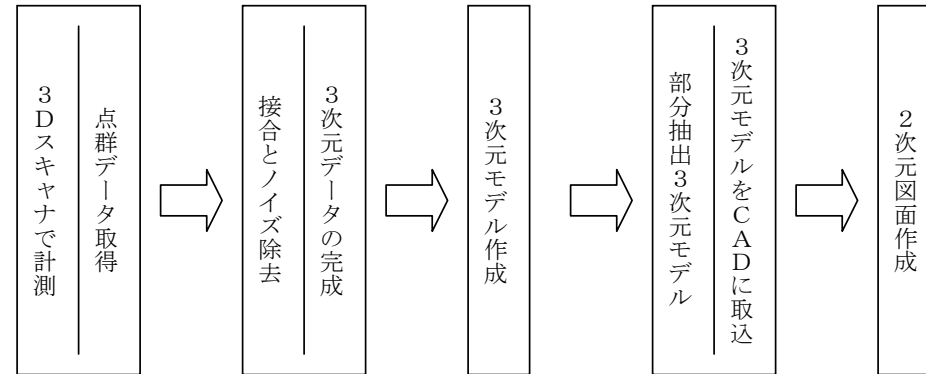 3Dスキャナで計測
点群データ取得
接合とノイズ除去
3次元データの完成
3次元モデル作成
部分抽出3次元モデル
3次元モデルをCADに取込
2次元図面作成